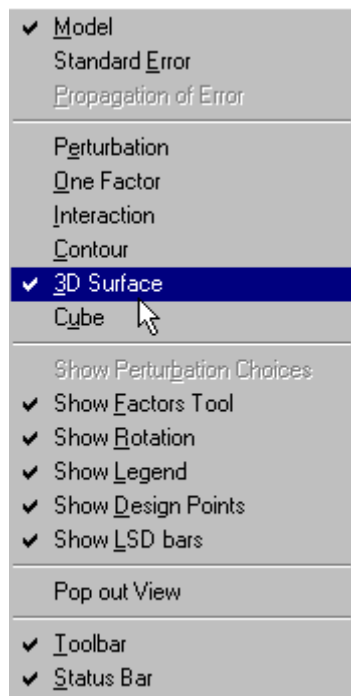 Model
Standard Error
Propagation of Error
Perturbation
One Factor
Interaction
Contour
3D Surface
Cube
Show Perturbation Choices
Show Factors Tool
Show Rotation
Show Legend
Show Design Points
Show LSD bars
Pop out View
Toolbar
Status Bar